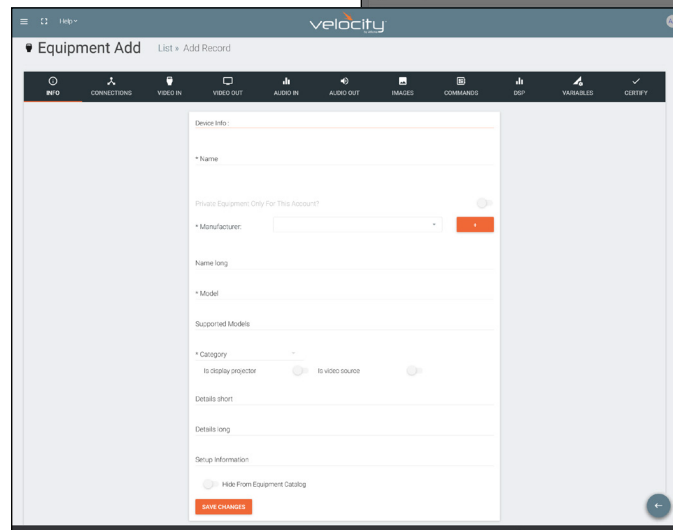 Help
velocity
Equipment Add List » Add Record
INFO CONNECTIONS VIDEO IN VIDEO OUT AUDIO IN AUDIO OUT IMAGES COMMANDS DSP VARIABLES CERTIFY
Device Info :
* Name
Private Equipment Only For This Account?
* Manufacturer:
Name long
* Model
Supported Models
* Category
Is display projector Is video source
Details short
Details long
Setup Information
Hide From Equipment Catalog
SAVE CHANGES